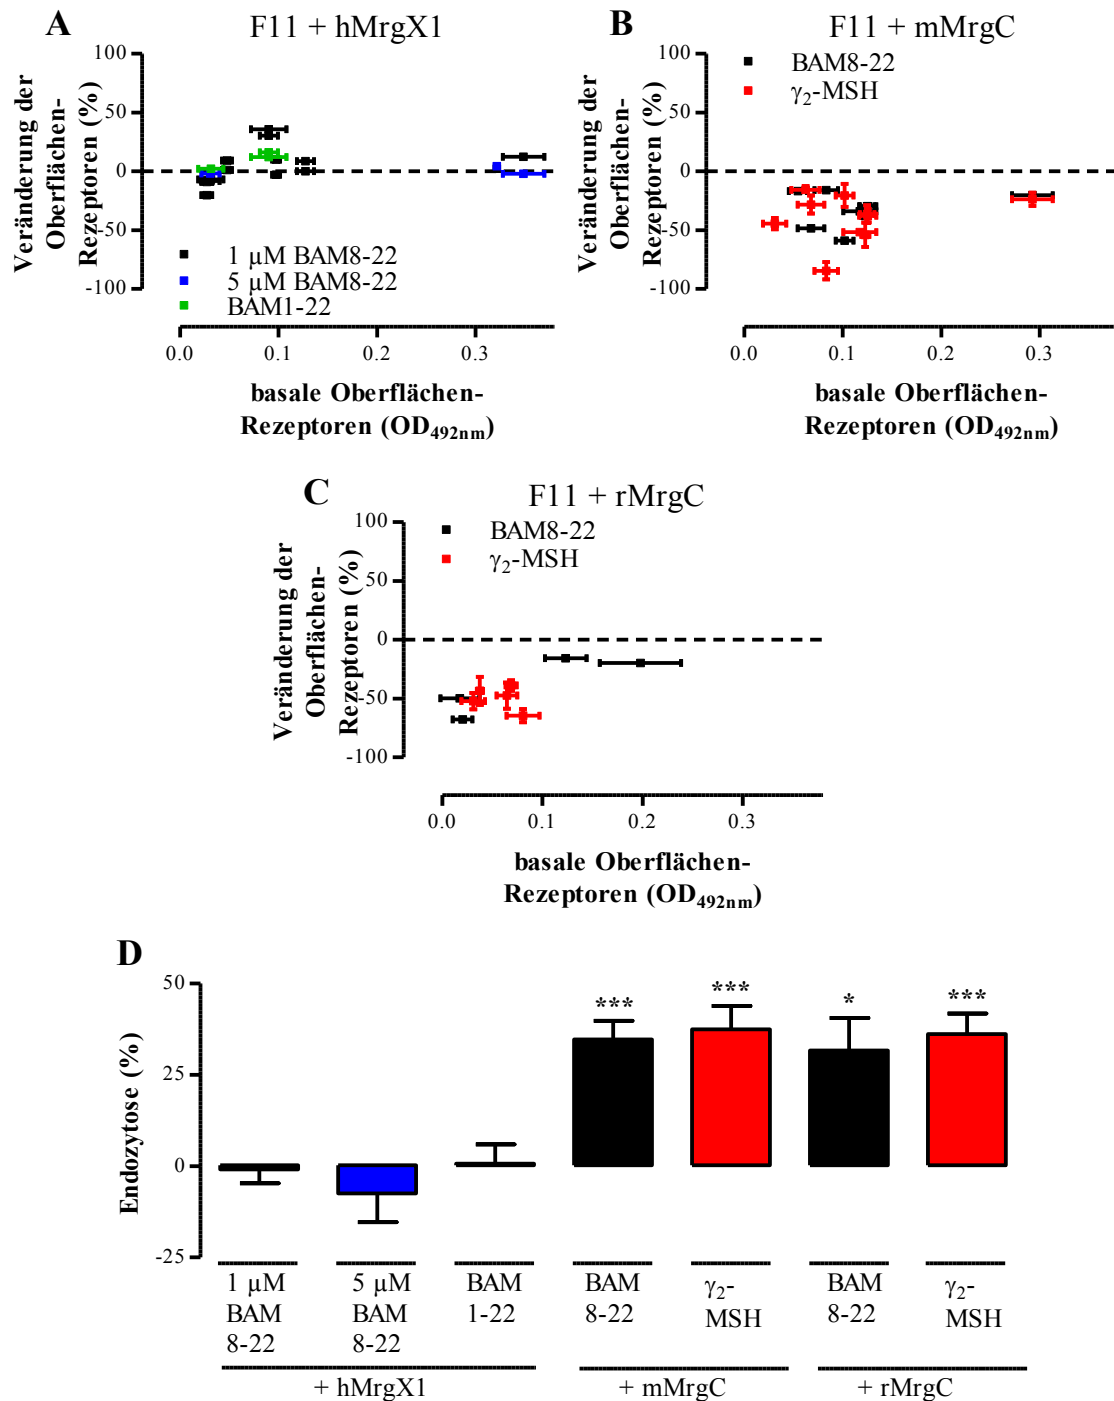 A
F11 + hMrgX1
Veränderung der
Oberflächen-
Rezeptoren (%)
100
50
0
-50
-100
1 µM BAM8-22
5 µM BAM8-22
BAM1-22
0.0 0.1 0.2 0.3
basale Oberflächen-
Rezeptoren (OD492nm)
B
F11 + mMrgC
Veränderung der
Oberflächen-
Rezeptoren (%)
100
50
0
-50
-100
BAM8-22
γ2-MSH
0.0 0.1 0.2 0.3
basale Oberflächen-
Rezeptoren (OD492nm)
C
F11 + rMrgC
Veränderung der
Oberflächen-
Rezeptoren (%)
100
50
0
-50
-100
BAM8-22
γ2-MSH
0.0 0.1 0.2 0.3
basale Oberflächen-
Rezeptoren (OD492nm)
D
Endozytose (%)
50
25
0
-25
*** *** * ***
1 µM
BAM
8-22
5 µM
BAM
8-22
BAM
1-22
BAM
8-22
γ2-
MSH
BAM
8-22
γ2-
MSH
+ hMrgX1
+ mMrgC
+ rMrgC